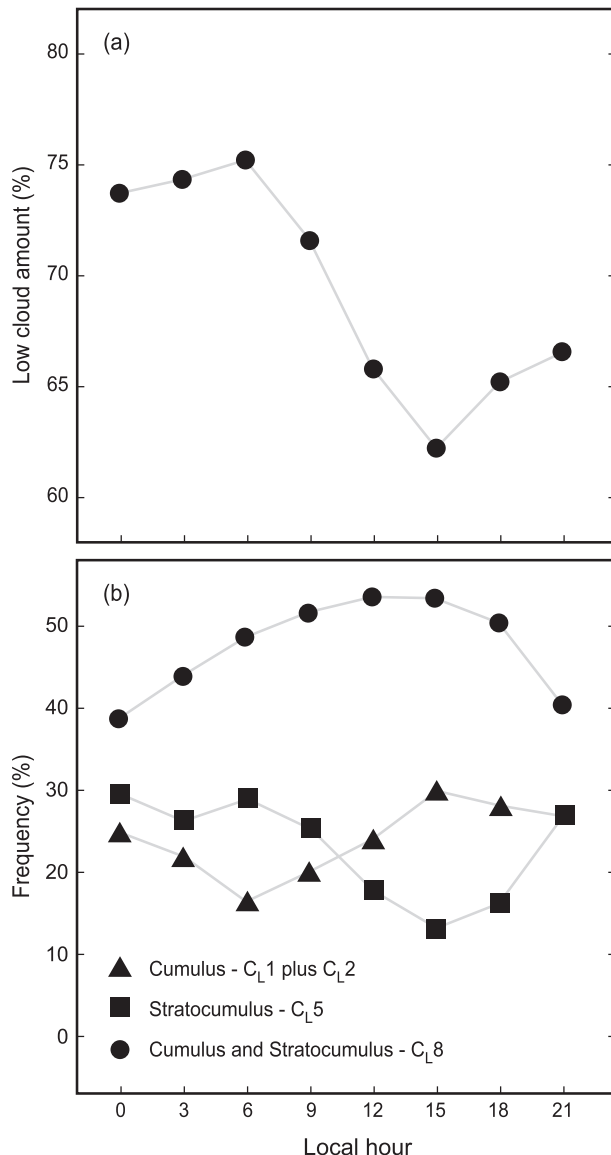 (a)
80
75
70
65
60
Low cloud amount (%)
(b)
50
40
30
20
10
0
Frequency (%)
Cumulus - CL1 plus CL2
Stratocumulus - CL5
Cumulus and Stratocumulus - CL8
0 3 6 9 12 15 18 21
Local hour